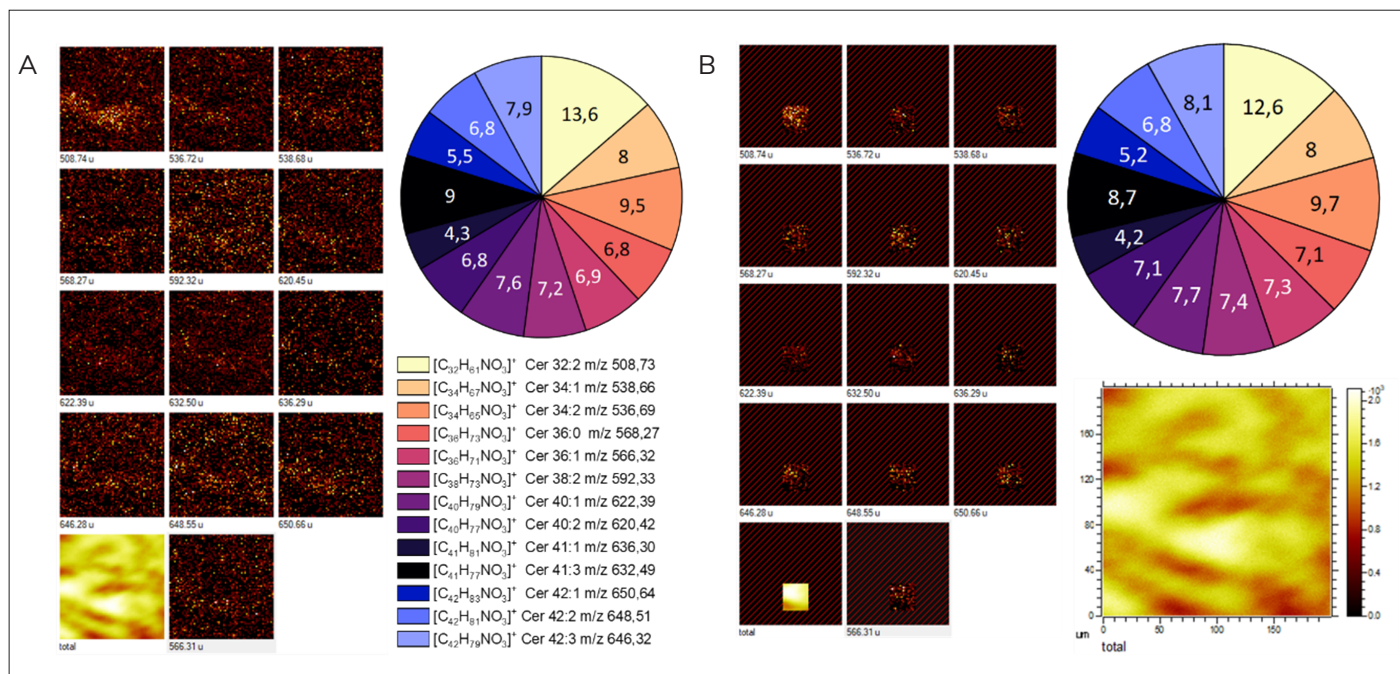 A
508.74 u
536.72 u
538.68 u
568.27 u
592.32 u
620.45 u
622.39 u
632.50 u
636.29 u
646.28 u
648.55 u
650.66 u
total
566.31 u
13,6
8
9,5
6,8
6,9
7,2
7,6
6,8
4,3
9
5,5
6,8
7,9
[C₃₂H₆₁NO₃]⁺ Cer 32:2 m/z 508,73
[C₃₄H₆₇NO₃]⁺ Cer 34:1 m/z 538,66
[C₃₄H₆₅NO₃]⁺ Cer 34:2 m/z 536,69
[C₃₆H₇₃NO₃]⁺ Cer 36:0 m/z 568,27
[C₃₆H₇₁NO₃]⁺ Cer 36:1 m/z 566,32
[C₃₈H₇₃NO₃]⁺ Cer 38:2 m/z 592,33
[C₄₀H₇₉NO₃]⁺ Cer 40:1 m/z 622,39
[C₄₀H₇₇NO₃]⁺ Cer 40:2 m/z 620,42
[C₄₁H₈₁NO₃]⁺ Cer 41:1 m/z 636,30
[C₄₁H₇₇NO₃]⁺ Cer 41:3 m/z 632,49
[C₄₂H₈₃NO₃]⁺ Cer 42:1 m/z 650,64
[C₄₂H₈₁NO₃]⁺ Cer 42:2 m/z 648,51
[C₄₂H₇₉NO₃]⁺ Cer 42:3 m/z 646,32
B
508.74 u
536.72 u
538.68 u
568.27 u
592.32 u
620.45 u
622.39 u
632.50 u
636.29 u
646.28 u
648.55 u
650.66 u
total
566.31 u
12,6
8
9,7
7,1
7,3
7,4
7,7
7,1
4,2
8,7
5,2
6,8
8,1
160
120
80
40
0
um
0
50
100
150
total
x10³
2.0
1.6
1.2
0.8
0.4
0.0